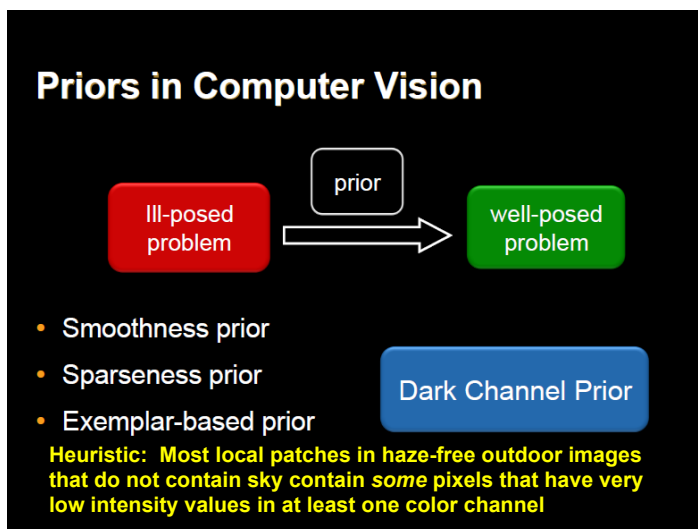 Priors in Computer Vision
prior
Ill-posed
problem
well-posed
problem
• Smoothness prior
• Sparseness prior
• Exemplar-based prior
Dark Channel Prior
Heuristic: Most local patches in haze-free outdoor images
that do not contain sky contain some pixels that have very
low intensity values in at least one color channel